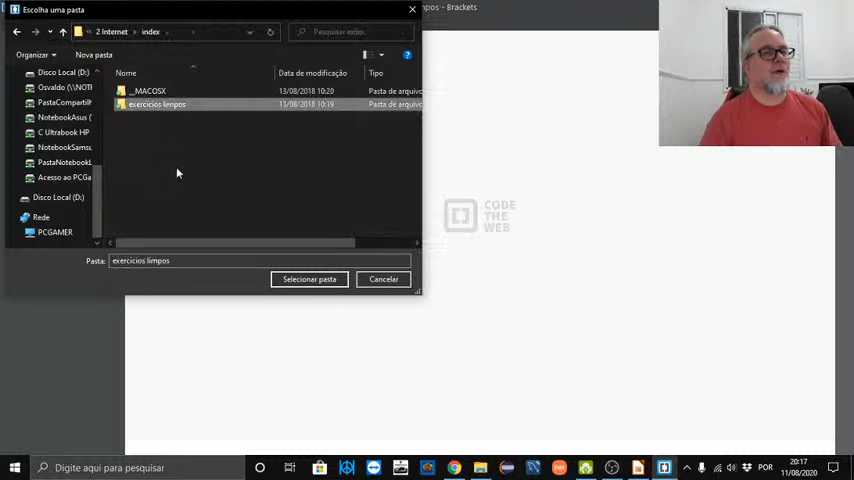 Escolha uma pasta
mpos - Brackets
2 Internet > index
Pesquisar
Organizar
Nova pasta
Nome
Data de modificação
Tipo
Disco Local (D:)
Osvaldo (\\NOTI
PastaCompartilh
NotebookAsus (
C Ultrabook HP
NotebookSamsu
PastaNotebookL
Acesso ao PCGa
Disco Local (D:)
Rede
PCGAMER
__MACOSX
13/08/2018 10:20
Pasta de arquivo
exercicios limpos
13/08/2018 10:19
Pasta de arquivo
CODE
THE
WEB
Pasta:
exercicios limpos
Selecionar pasta
Cancelar
Digite aqui para pesquisar
POR
20:17
11/08/2020